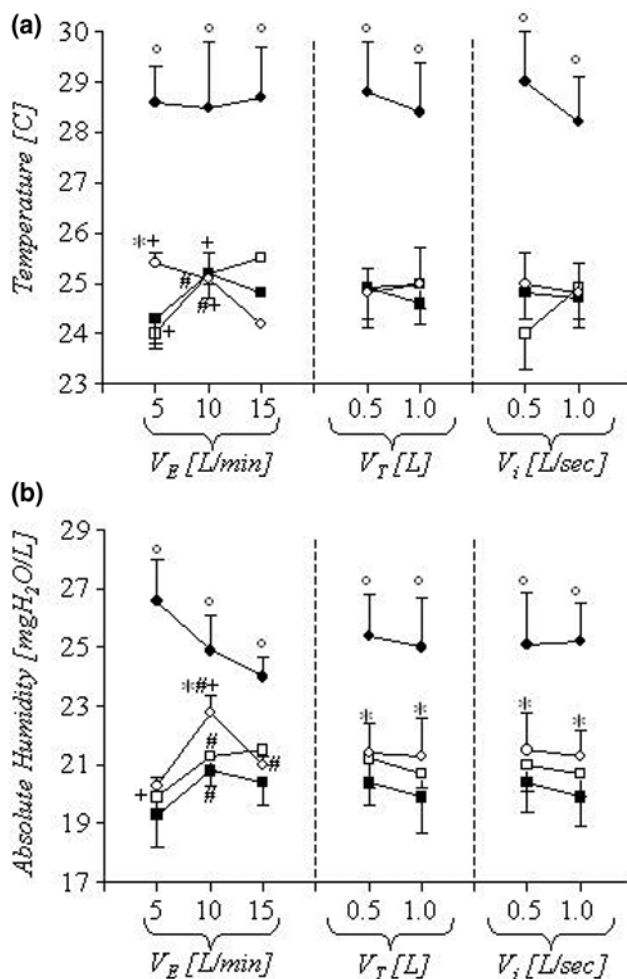 (a)
Temperature [C]
30
29
28
27
26
25
24
23
*+
+
#
#+
+
5 10 15 0.5 1.0 0.5 1.0
V_E [L/min] V_T [L] V_i [L/sec]
(b)
Absolute Humidity [mgH₂O/L]
29
27
25
23
21
19
17
*#+
* * * *
#
#
+
#
5 10 15 0.5 1.0 0.5 1.0
V_E [L/min] V_T [L] V_i [L/sec]